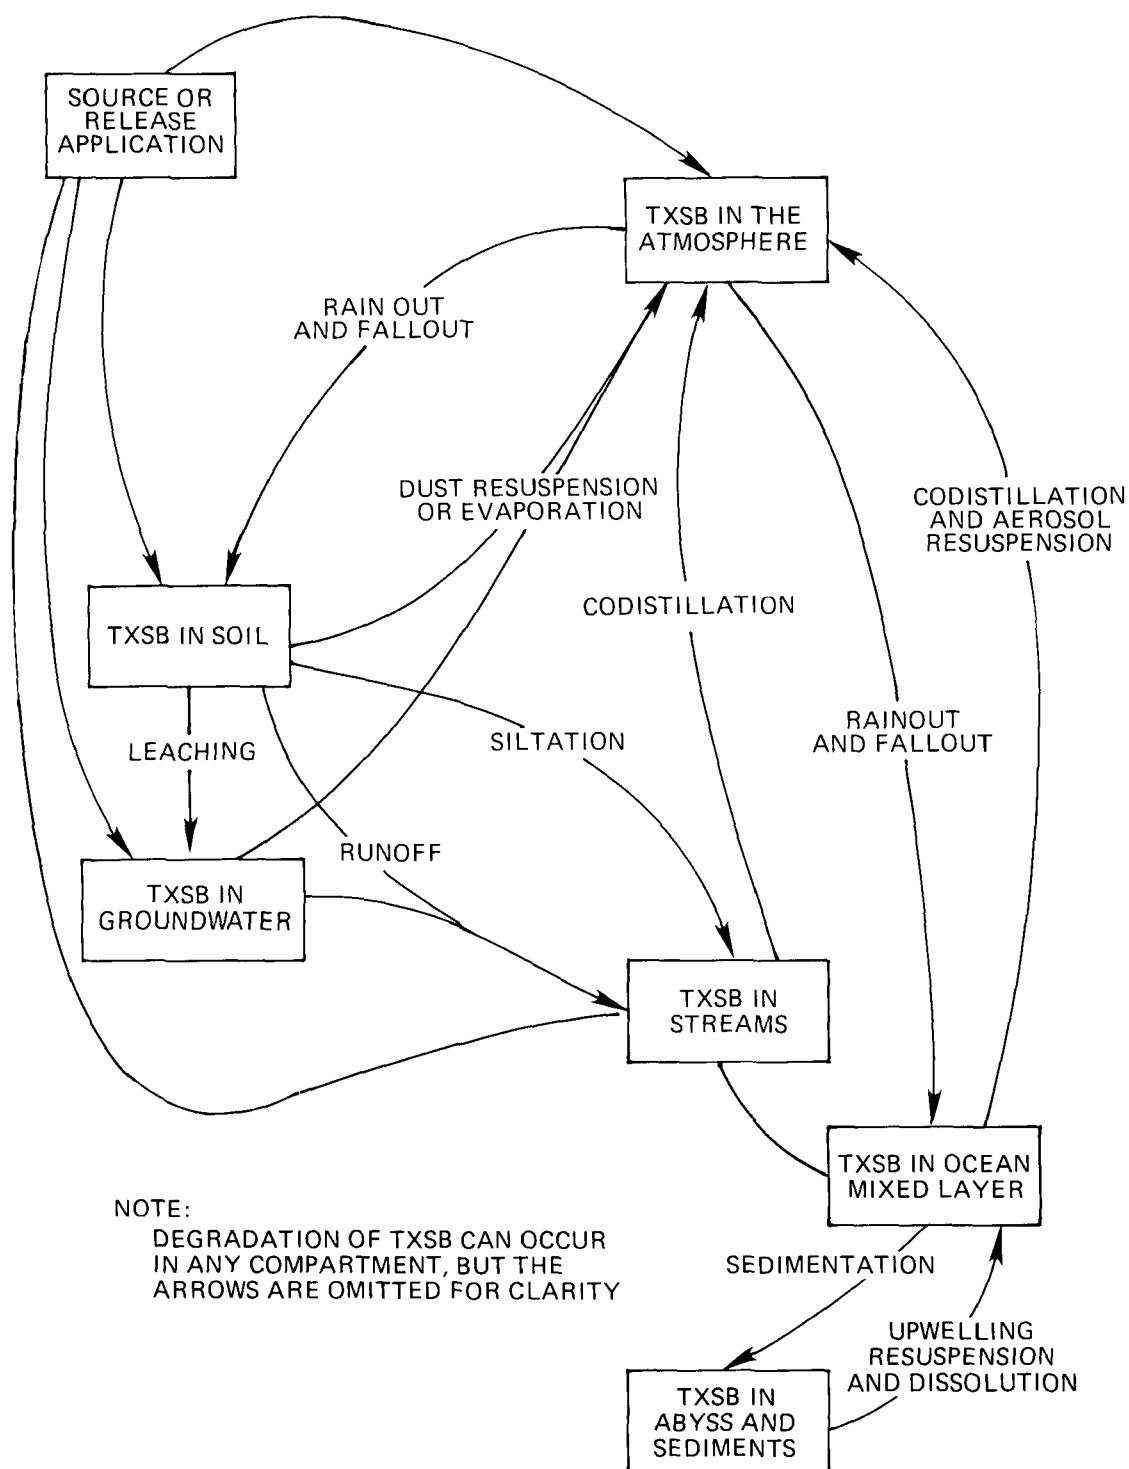 SOURCE OR
RELEASE
APPLICATION
TXSB IN THE
ATMOSPHERE
RAIN OUT
AND FALLOUT
DUST RESUSPENSION
OR EVAPORATION
CODISTILLATION
AND AEROSOL
RESUSPENSION
CODISTILLATION
TXSB IN SOIL
RAINOUT
AND FALLOUT
SILTATION
LEACHING
RUNOFF
TXSB IN
GROUNDWATER
TXSB IN
STREAMS
TXSB IN OCEAN
MIXED LAYER
NOTE:
DEGRADATION OF TXSB CAN OCCUR
IN ANY COMPARTMENT, BUT THE
ARROWS ARE OMITTED FOR CLARITY
SEDIMENTATION
UPWELLING
RESUSPENSION
AND DISSOLUTION
TXSB IN
ABYSS AND
SEDIMENTS